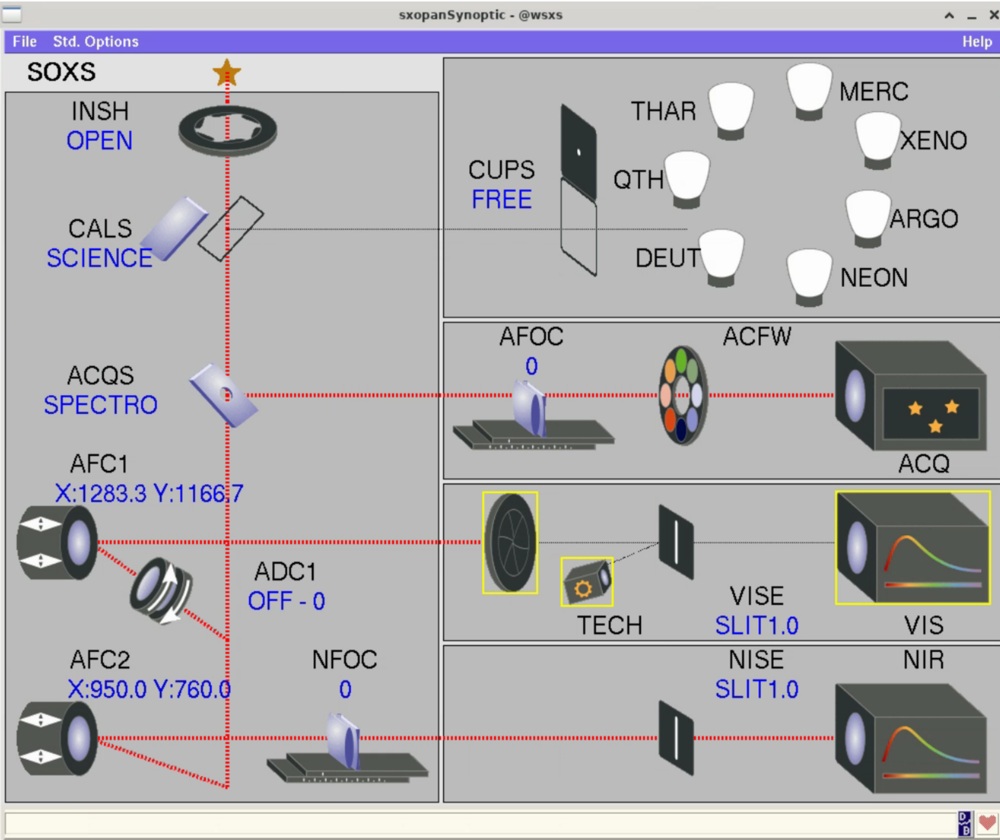 sxopanSynoptic - @wsxs
File Std. Options Help
SOXS
INSH
OPEN
CALS
SCIENCE
ACQS
SPECTRO
AFC1
X:1283.3 Y:1166.7
ADC1
OFF - 0
AFC2
X:950.0 Y:760.0
NFOC
0
CUPS
FREE
THAR
MERC
XENO
QTH
ARGO
DEUT
NEON
AFOC
0
ACFW
ACQ
TECH
VISE
SLIT1.0
VIS
NISE
SLIT1.0
NIR
D
B